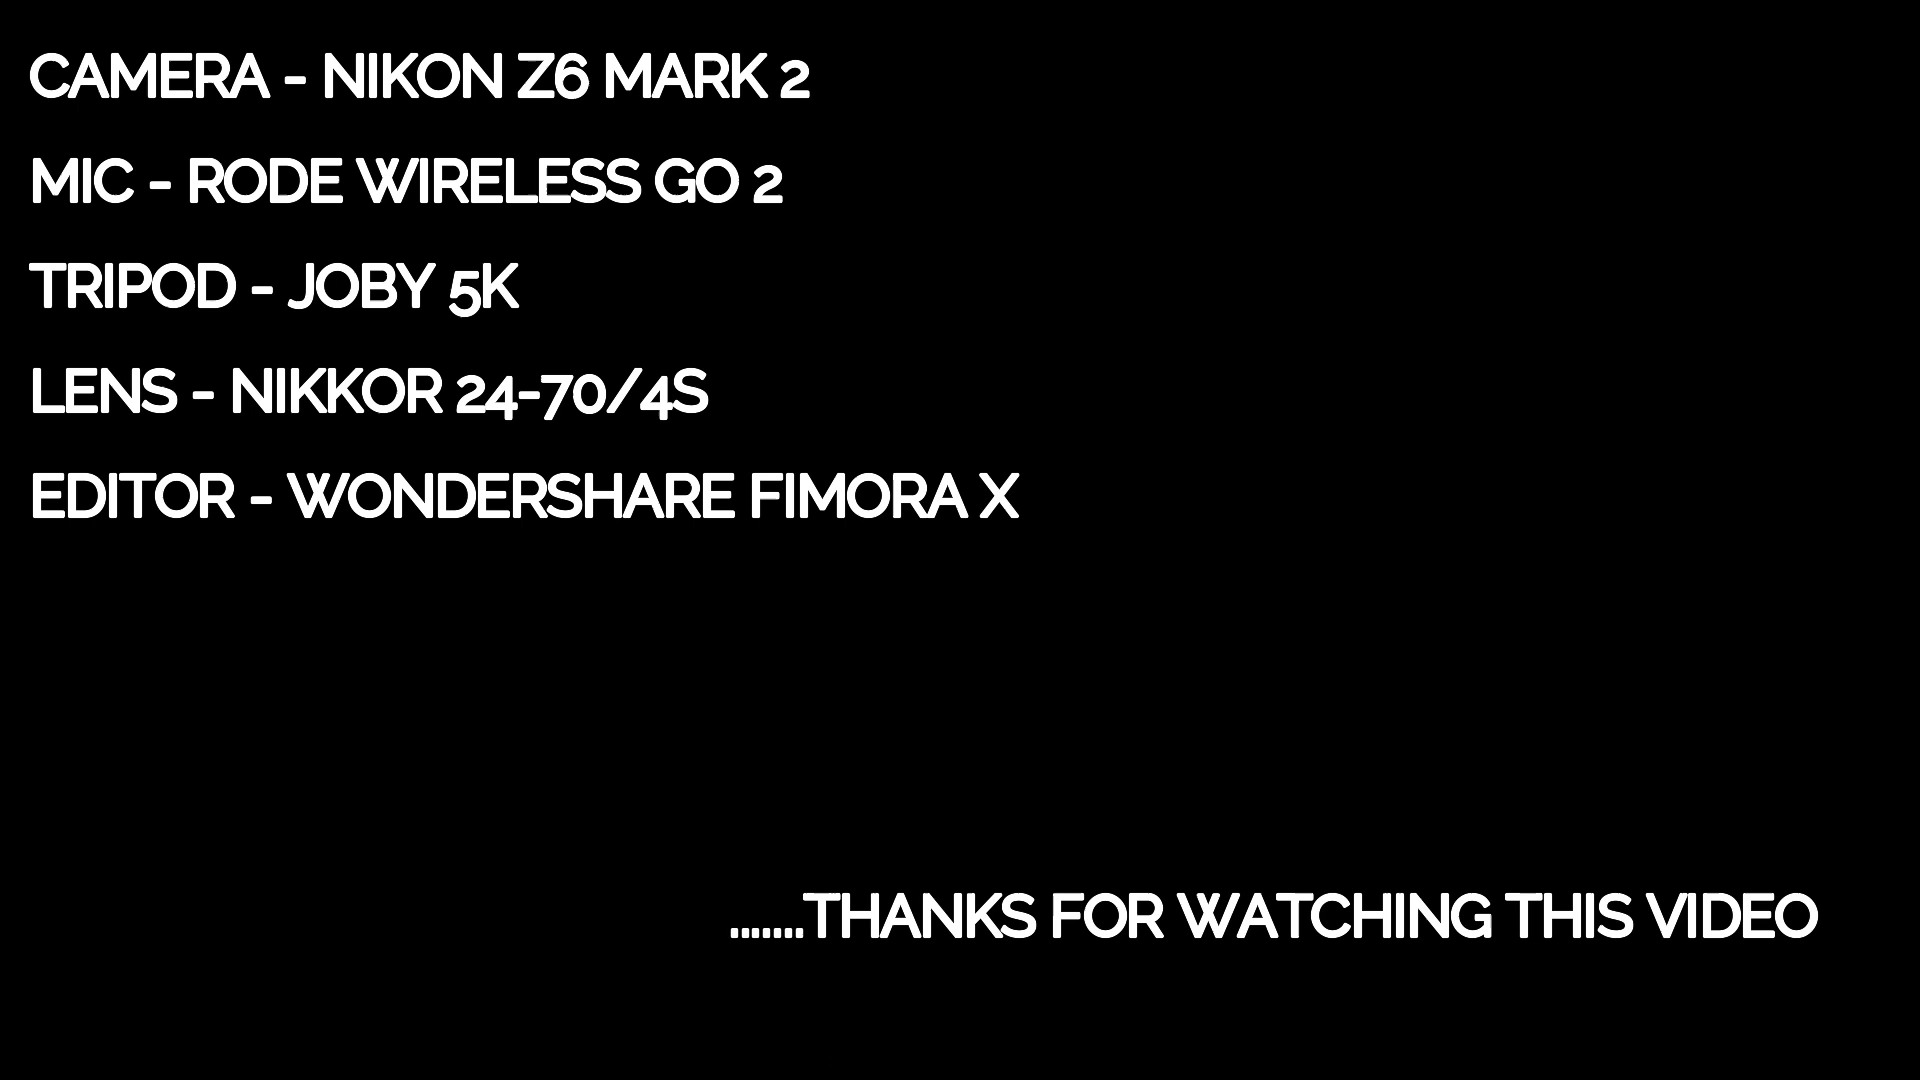 CAMERA - NIKON Z6 MARK 2
MIC - RODE WIRELESS GO 2
TRIPOD - JOBY 5K
LENS - NIKKOR 24-70/4S
EDITOR - WONDERSHARE FIMORA X
.......THANKS FOR WATCHING THIS VIDEO